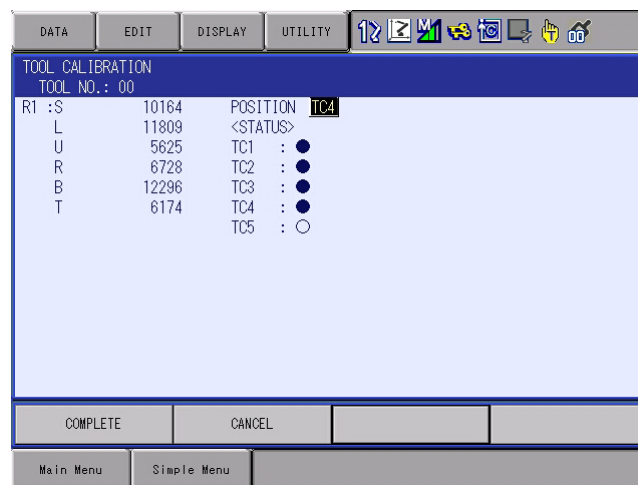 DATA EDIT DISPLAY UTILITY
TOOL CALIBRATION
TOOL NO.: 00
R1 :S 10164 POSITION TC4
L 11809 <STATUS>
U 5625 TC1 :
R 6728 TC2 :
B 12296 TC3 :
T 6174 TC4 :
TC5 :
COMPLETE CANCEL
Main Menu Simple Menu